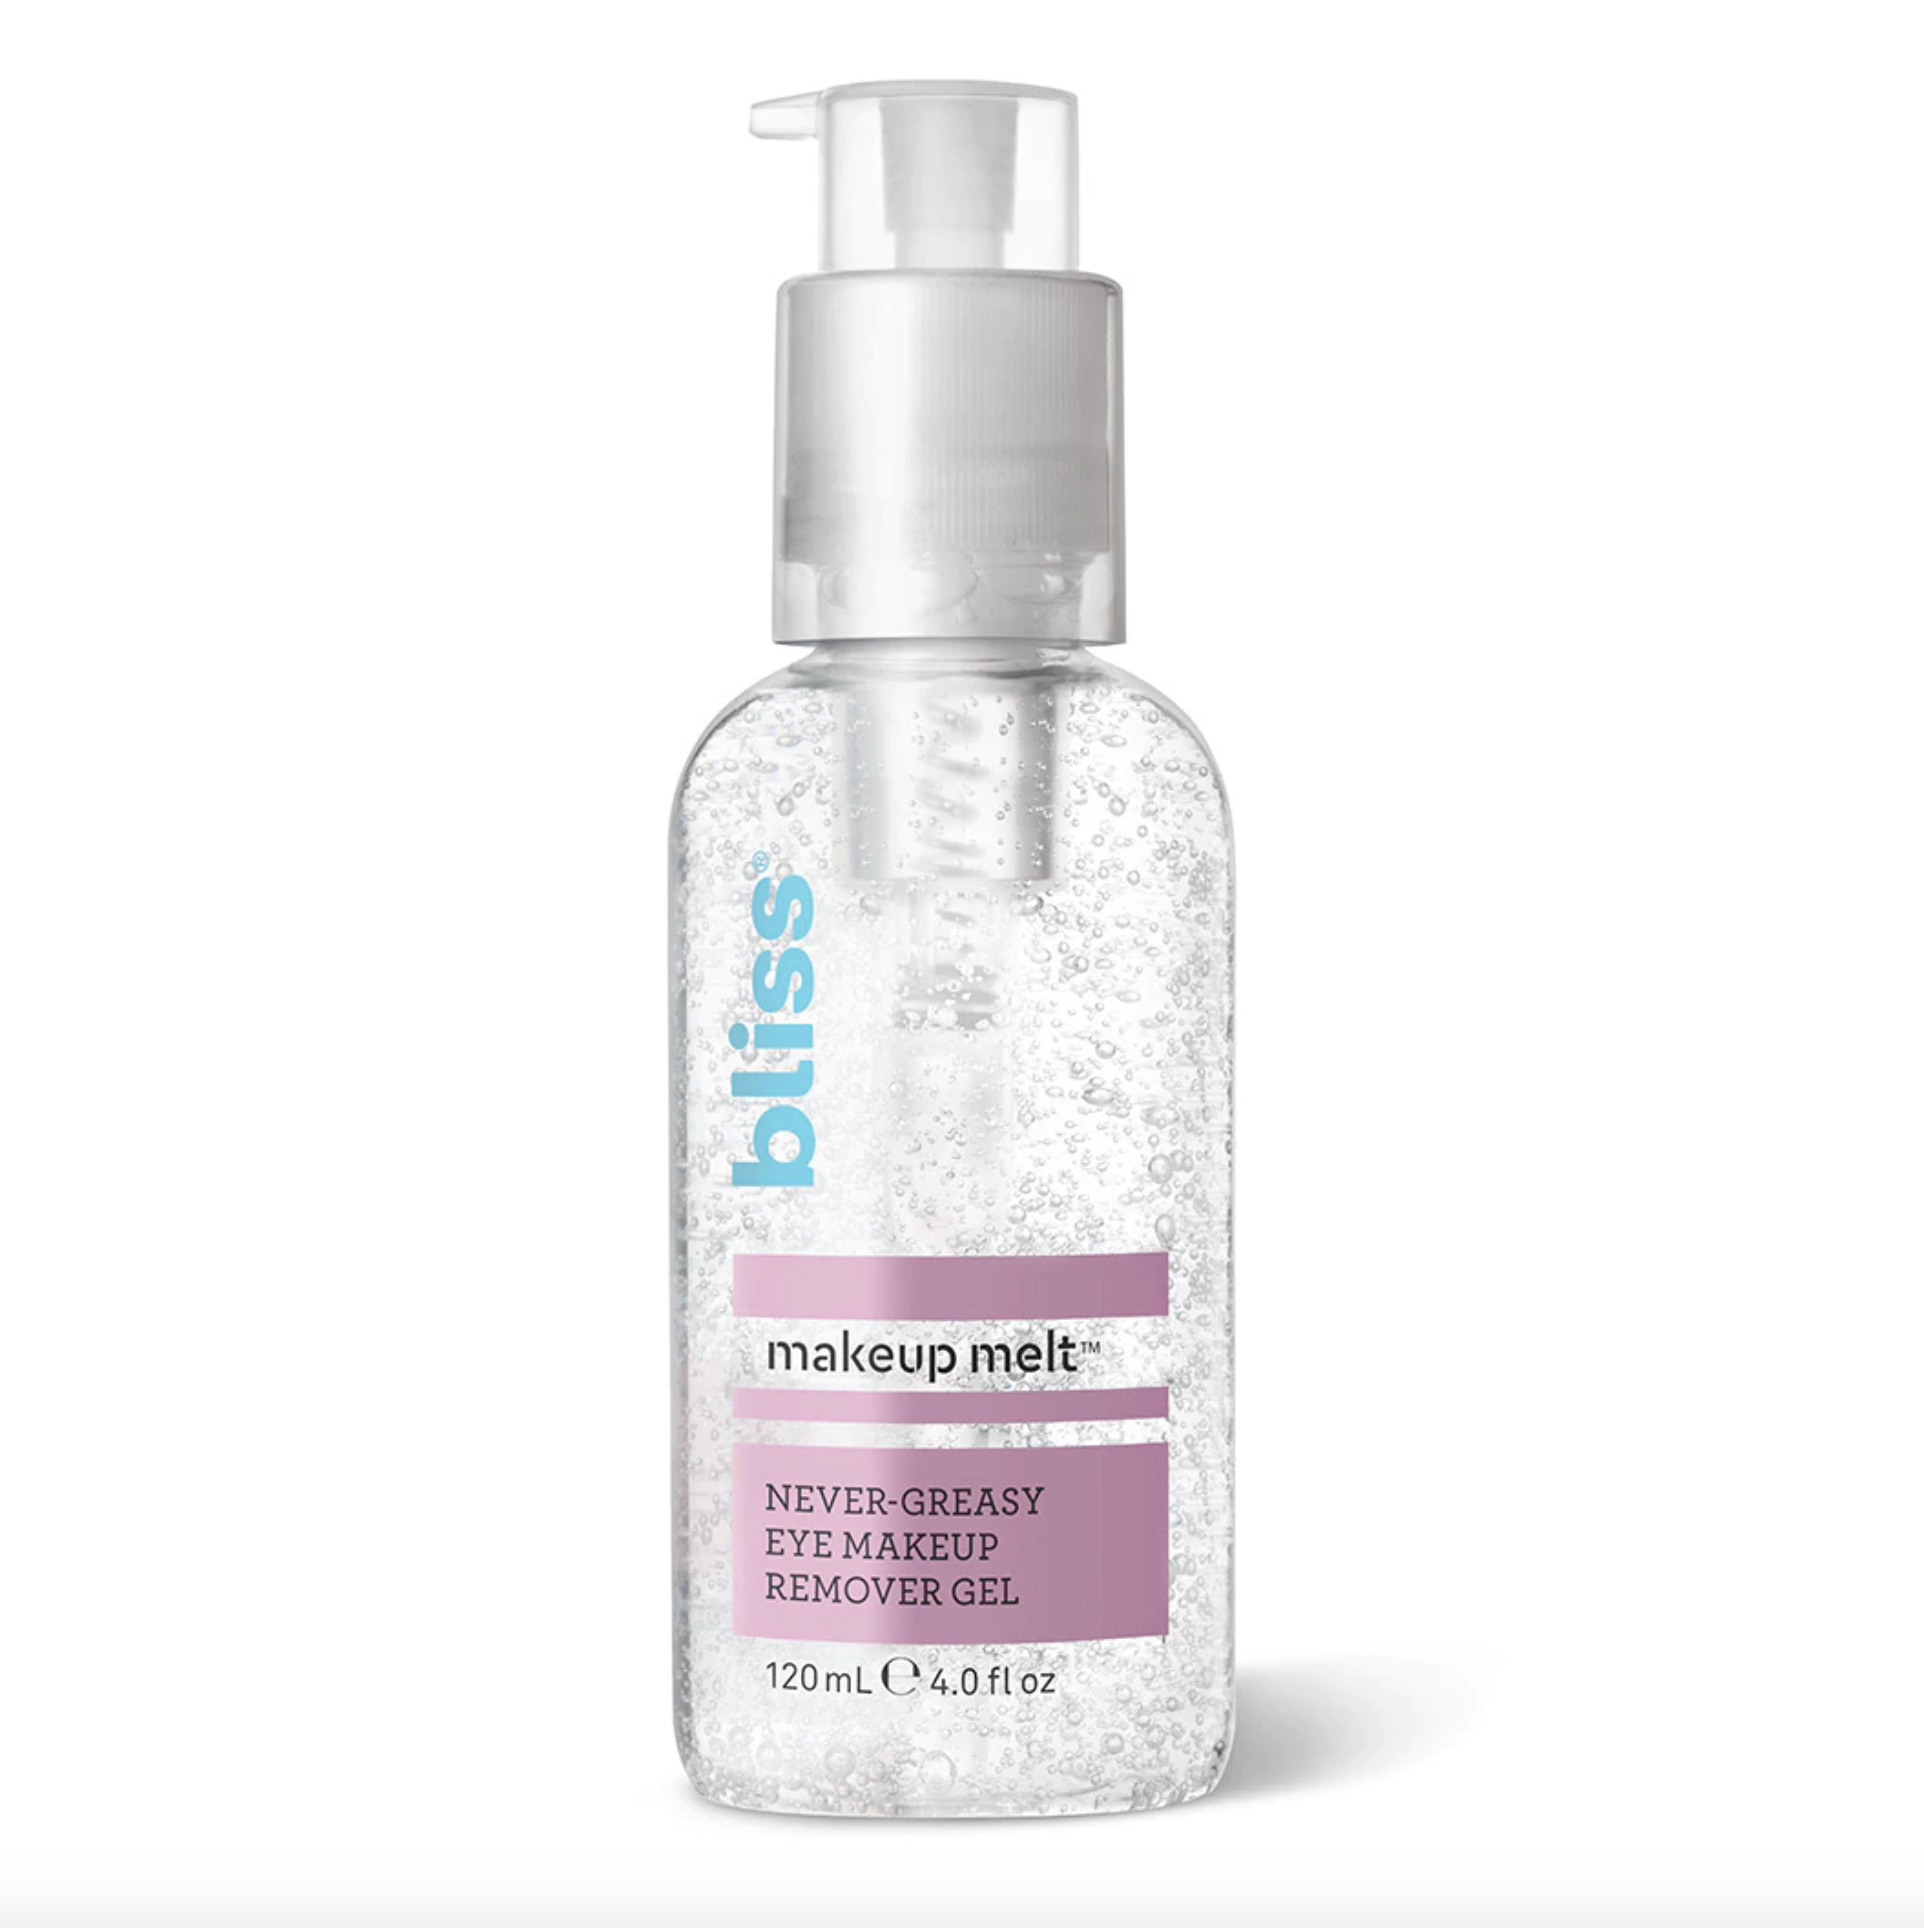 bliss®
makeup melt™
NEVER-GREASY
EYE MAKEUP
REMOVER GEL
120 mL ℮ 4.0 fl oz